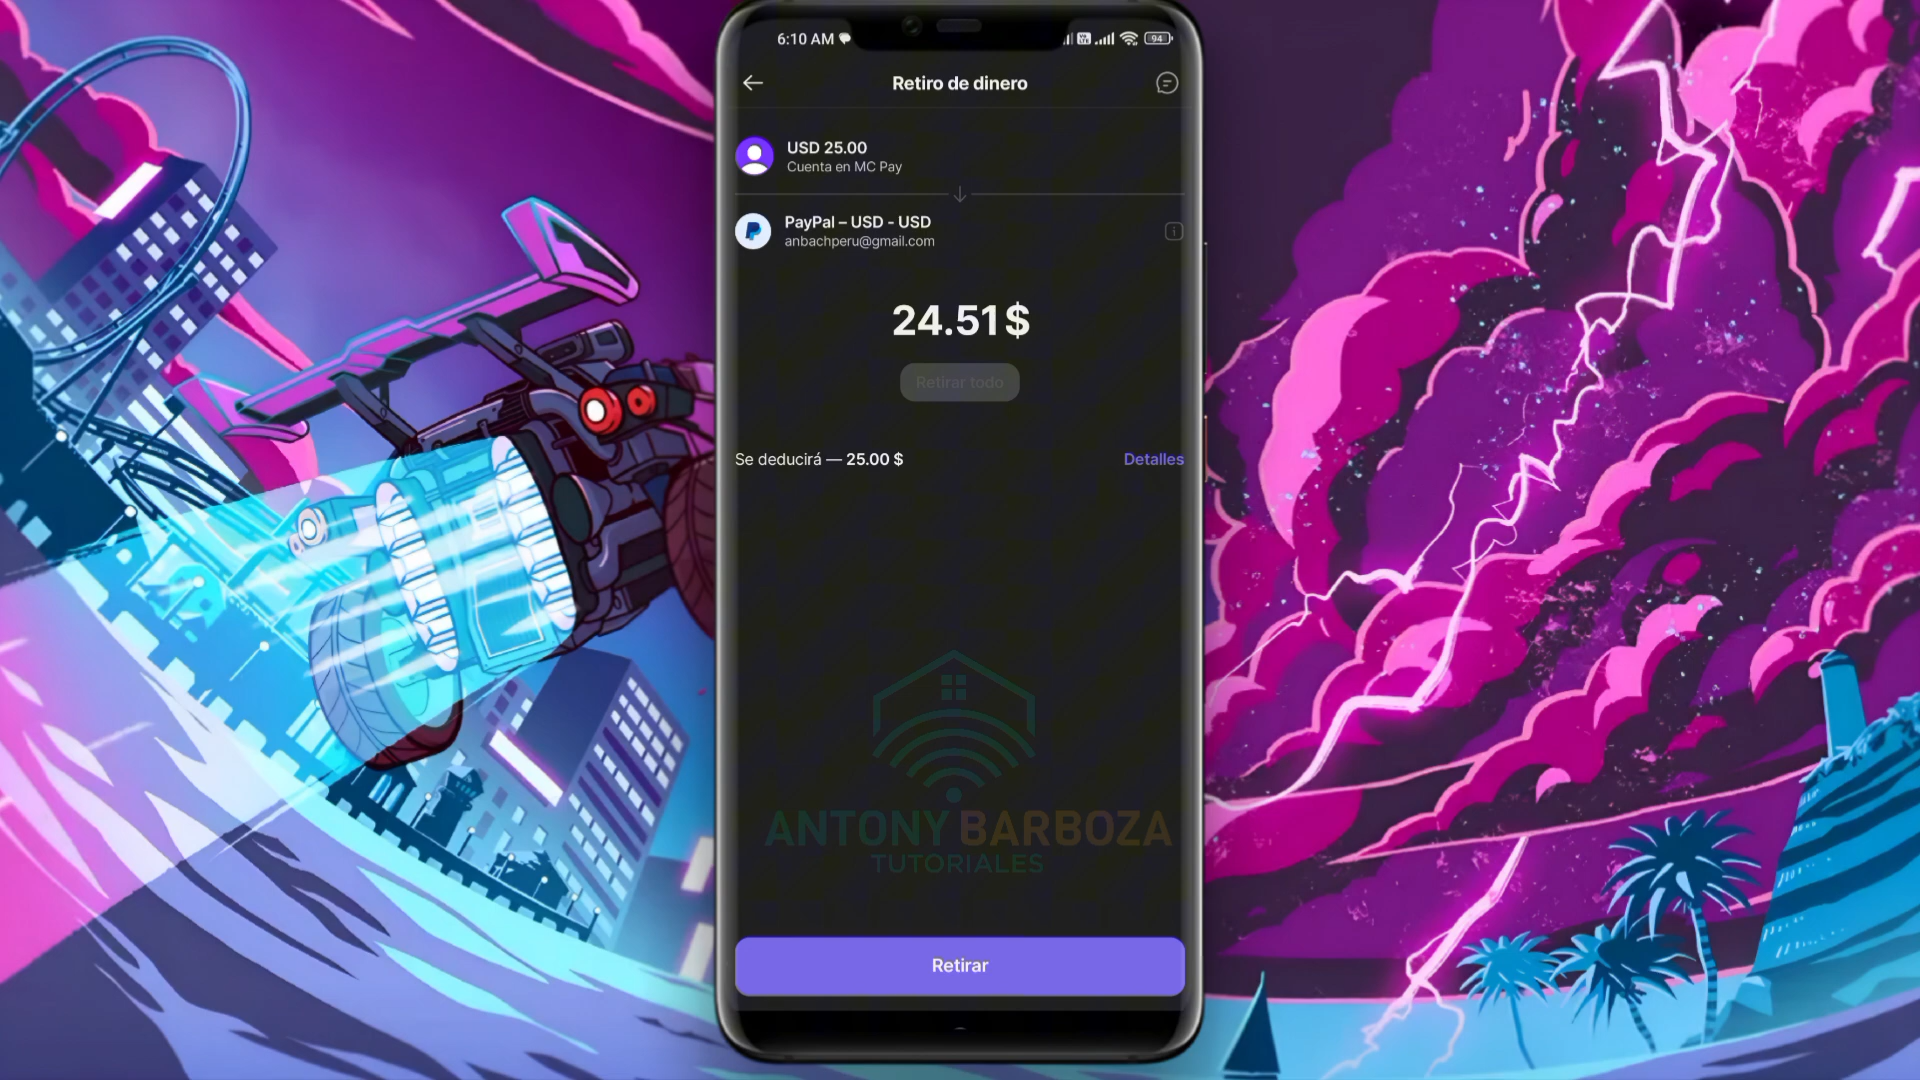 6:10 AM
94
Retiro de dinero
USD 25.00
Cuenta en MC Pay
PayPal – USD - USD
anbachperu@gmail.com
24.51$
Retirar todo
Se deducirá — 25.00 $
Detalles
ANTONY BARBOZA
TUTORIALES
Retirar